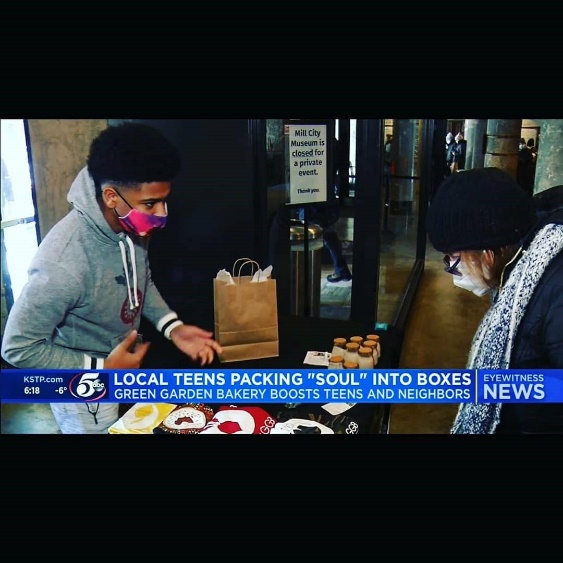 Mill City
Museum is
closed for
a private
event.
Thank you.
KSTP.com
5 abc
6:18 -6°
LOCAL TEENS PACKING "SOUL" INTO BOXES
GREEN GARDEN BAKERY BOOSTS TEENS AND NEIGHBORS
EYEWITNESS
NEWS